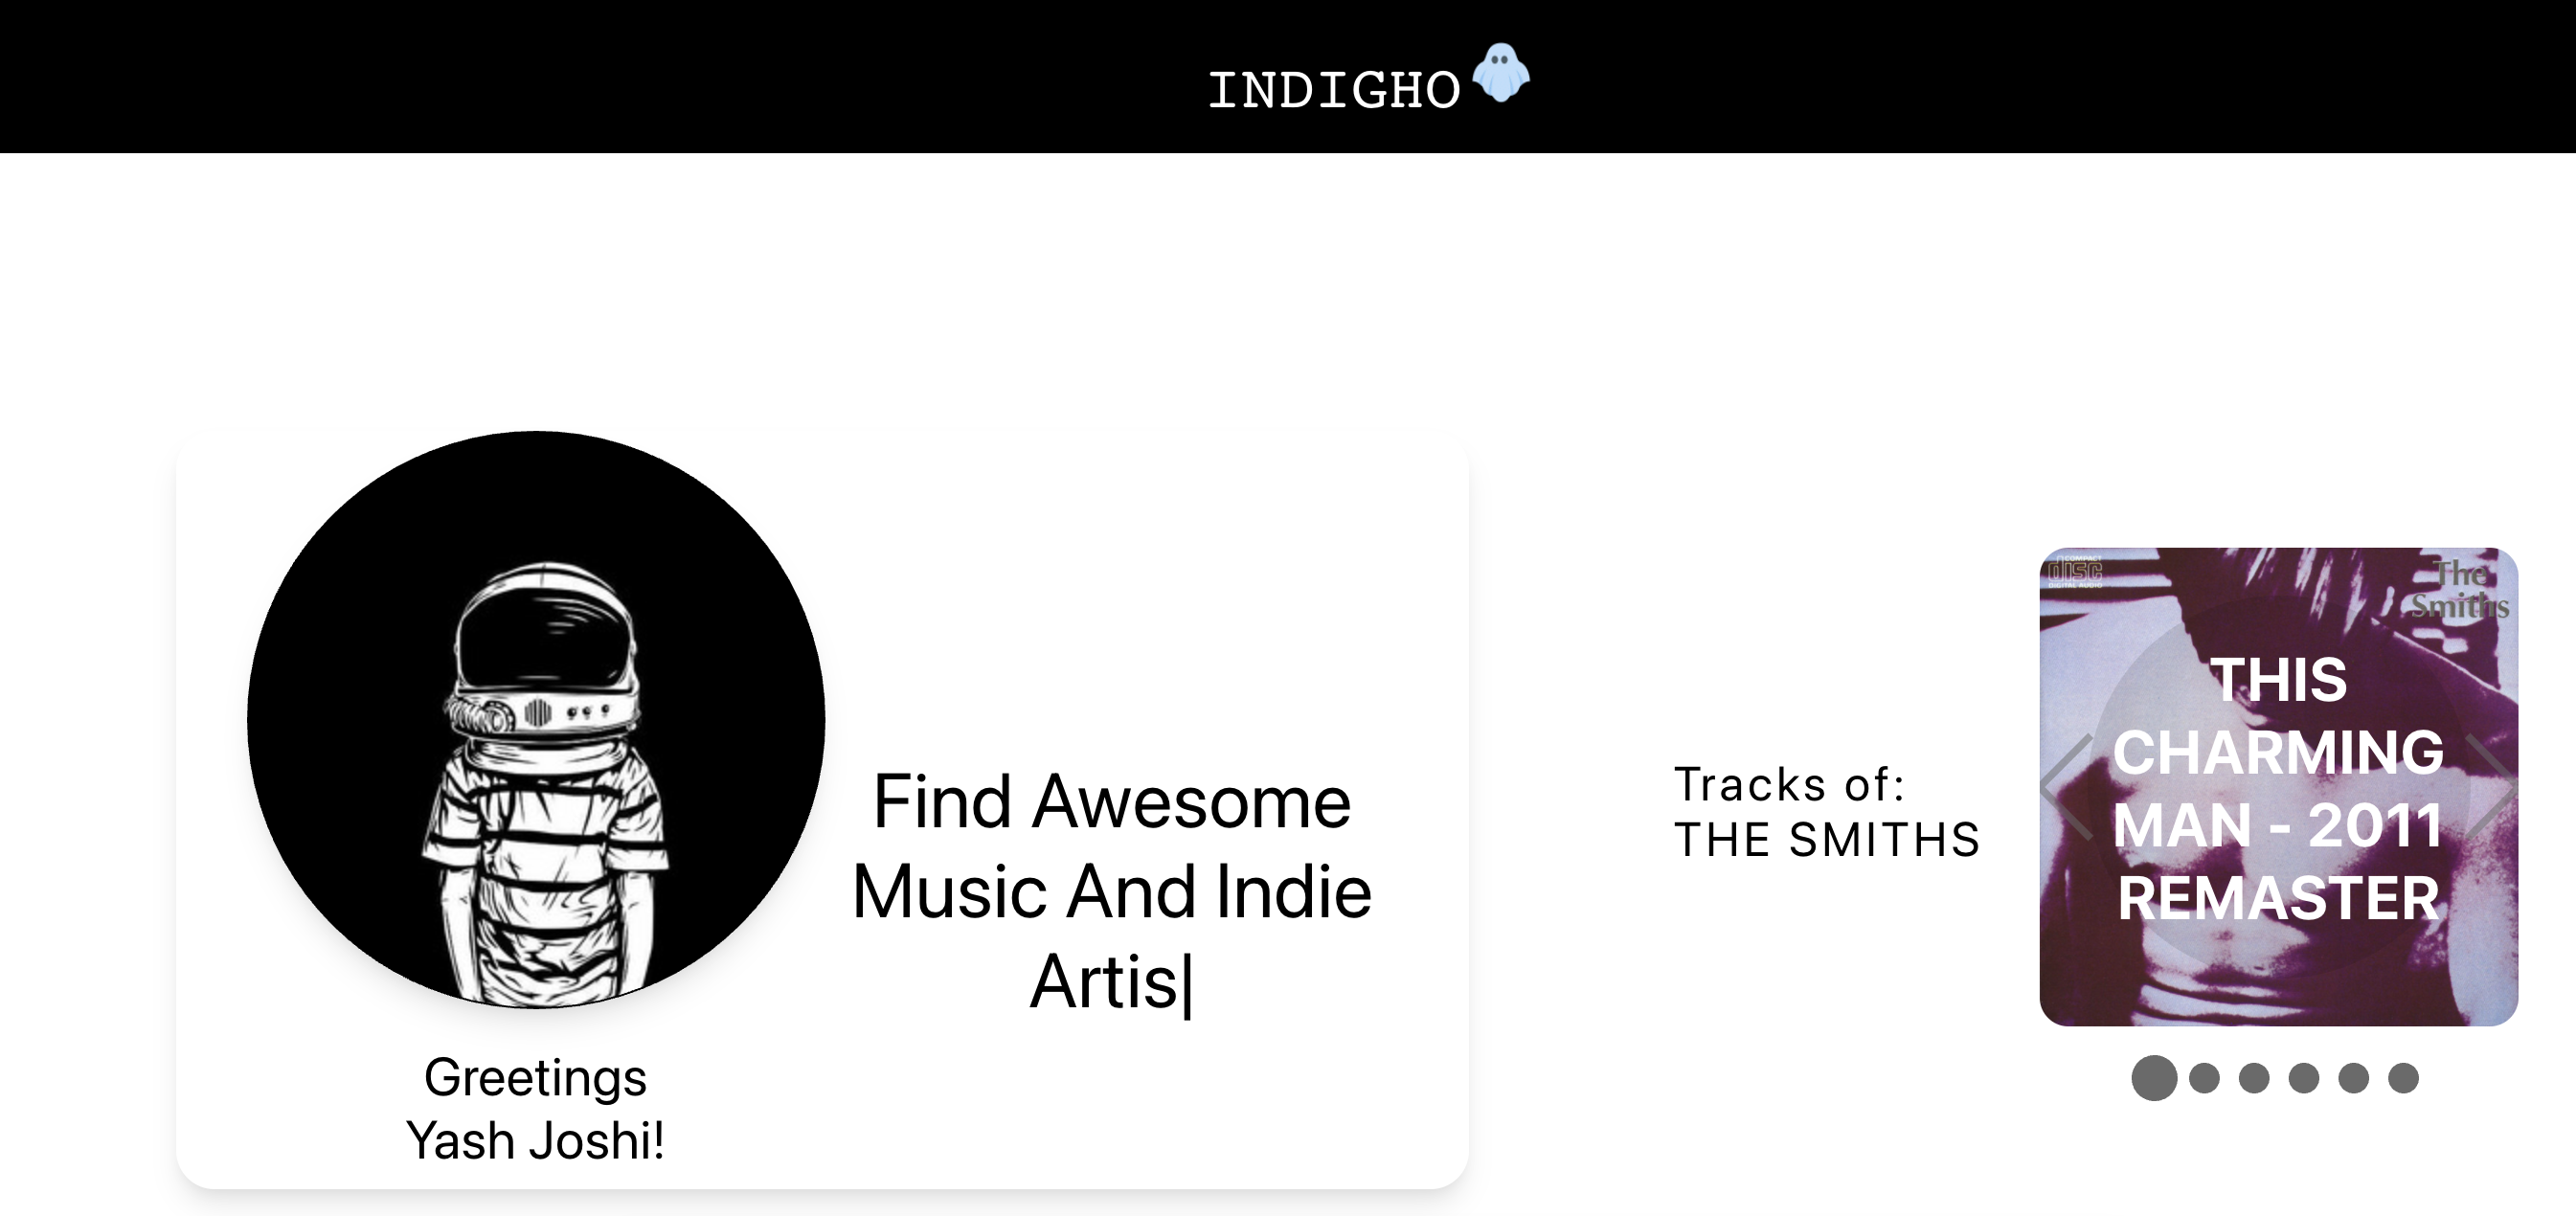 INDIGHO
Find Awesome
Music And Indie
Artis|
Greetings
Yash Joshi!
Tracks of:
THE SMITHS
COMPACT
disc
DIGITAL AUDIO
The
Smiths
THIS
CHARMING
MAN - 2011
REMASTER